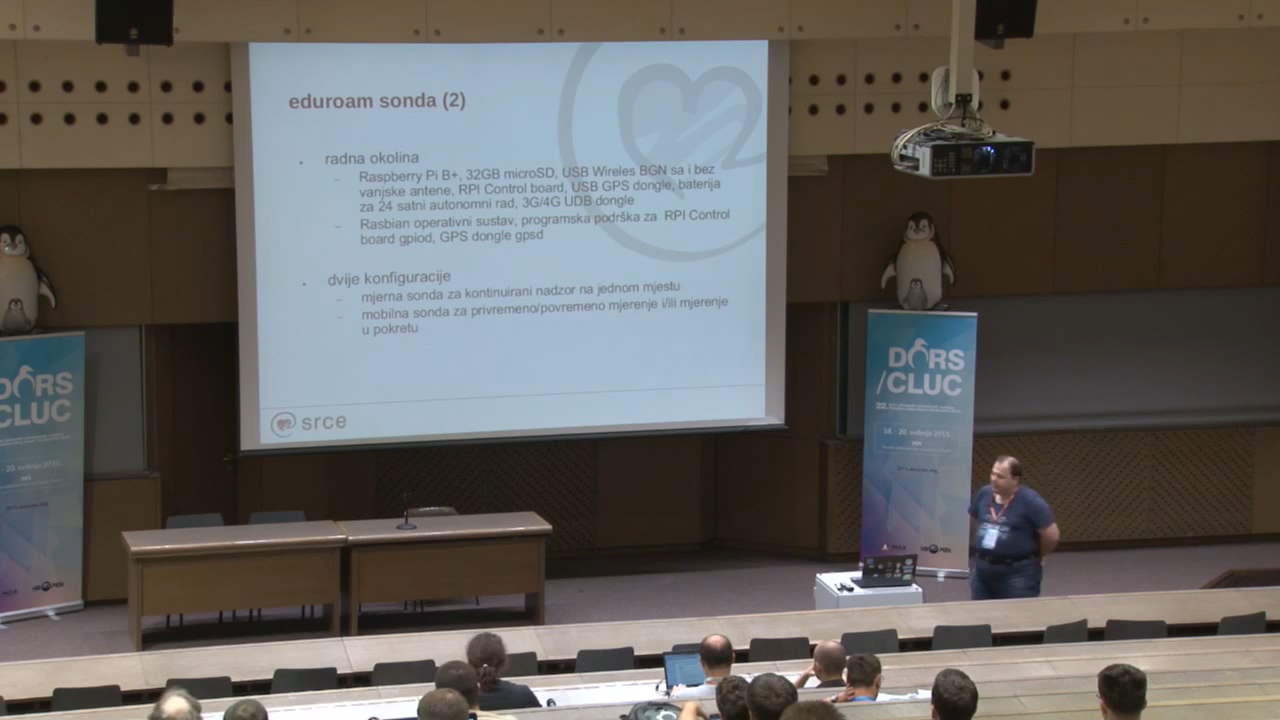 eduroam sonda (2)
radna okolina
Raspberry Pi B+, 32GB microSD, USB Wireles BGN sa i bez
vanjske antene, RPI Control board, USB GPS dongle, baterija
za 24 satni autonomni rad, 3G/4G UDB dongle
Rasbian operativni sustav, programska podrška za RPI Control
board gpiod, GPS dongle gpsd
dvije konfiguracije
mjerna sonda za kontinuirani nadzor na jednom mjestu
mobilna sonda za privremeno/povremeno mjerenje i/ili mjerenje
u pokretu
srce
DORS
CLUC
DORS
/CLUC